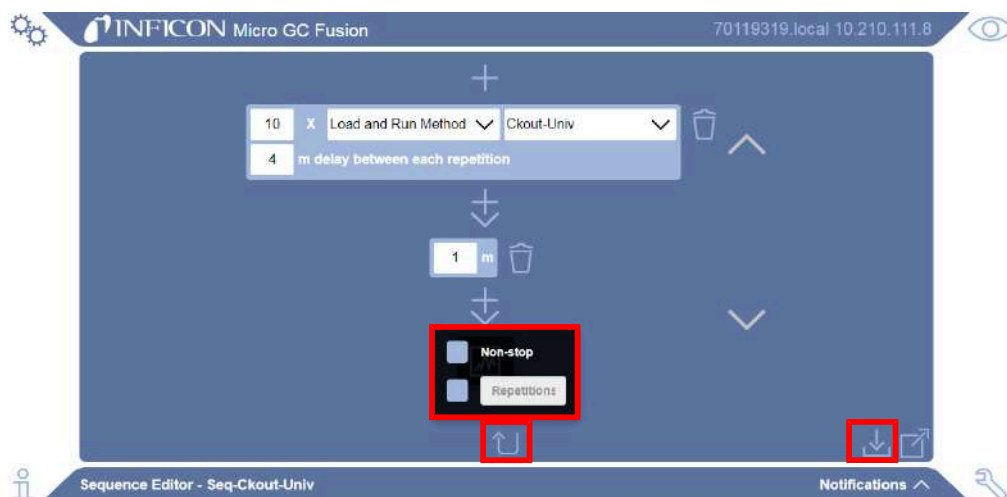 INFICON Micro GC Fusion
70119319.local 10.210.111.8
10 X Load and Run Method Ckout-Univ
4 m delay between each repetition
1 m
Non-stop
Repetitions
Sequence Editor - Seq-Ckout-Univ
Notifications